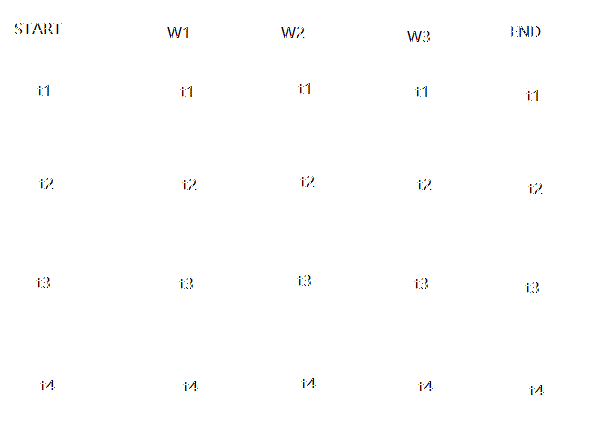 START W1 W2 W3 END
i1 i1 i1 i1 i1
i2 i2 i2 i2 i2
i3 i3 i3 i3 i3
i4 i4 i4 i4 i4